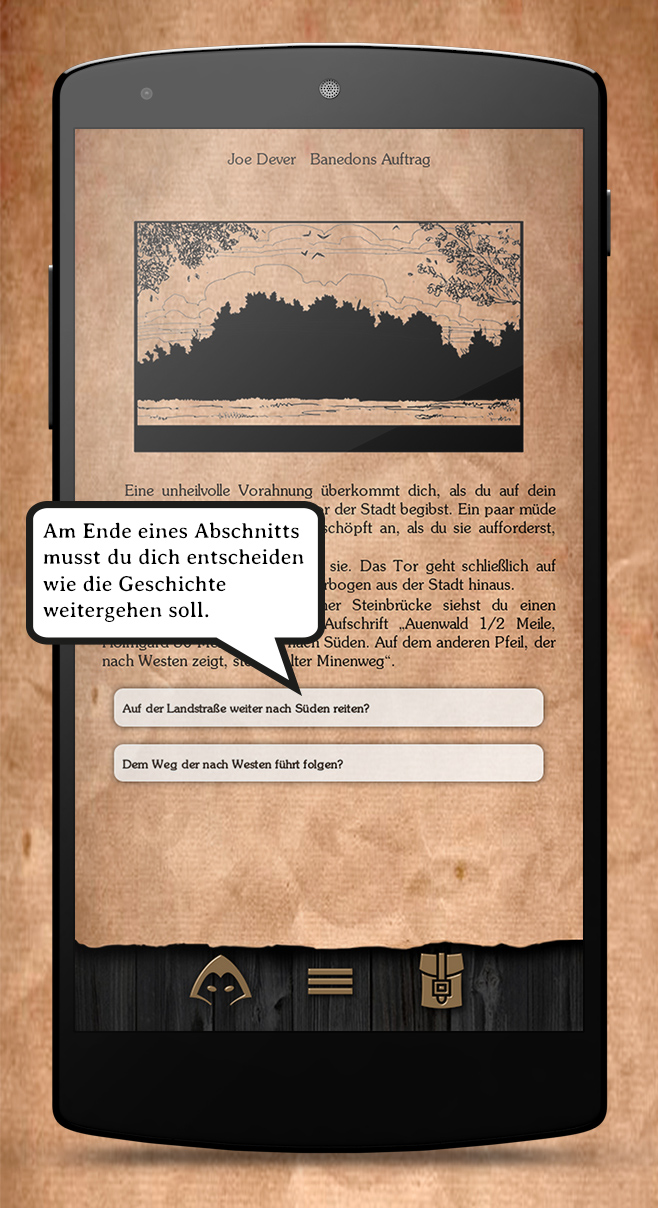 Joe Dever Banedons Auftrag
Eine unheilvolle Vorahnung überkommt dich, als du auf dein
der Stadt begibst. Ein paar müde
schöpft an, als du sie aufforderst,
sie. Das Tor geht schließlich auf
aus der Stadt hinaus.
Steinbrücke siehst du einen
Aufschrift „Auenwald 1/2 Meile,
nach Süden. Auf dem anderen Pfeil, der
nach Westen zeigt, Minenweg“.
Am Ende eines Abschnitts
musst du dich entscheiden
wie die Geschichte
weitergehen soll.
Auf der Landstraße weiter nach Süden reiten?
Dem Weg der nach Westen führt folgen?